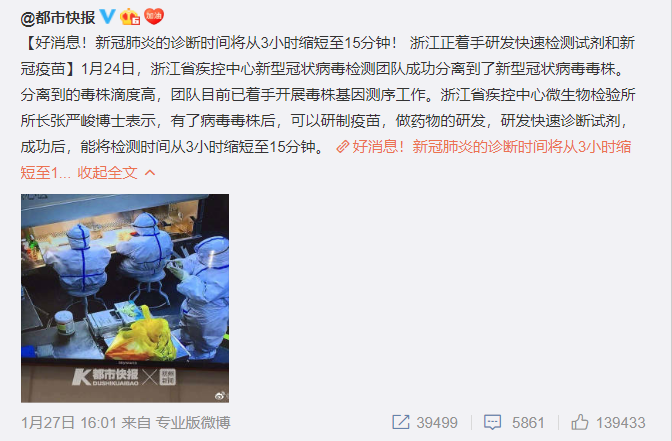 @都市快报 加油
【好消息！新冠肺炎的诊断时间将从3小时缩短至15分钟！ 浙江正着手研发快速检测试剂和新
冠疫苗】1月24日，浙江省疾控中心新型冠状病毒检测团队成功分离到了新型冠状病毒毒株。
分离到的毒株滴度高，团队目前已着手开展毒株基因测序工作。浙江省疾控中心微生物检验所
所长张严峻博士表示，有了病毒毒株后，可以研制疫苗，做药物的研发，研发快速诊断试剂，
成功后，能将检测时间从3小时缩短至15分钟。 好消息！新冠肺炎的诊断时间将从3小时缩
短至1... 收起全文
都市快报 × 杭州新闻
DUSHIKUAIBAO
1月27日 16:01 来自 专业版微博 39499 5861 139433